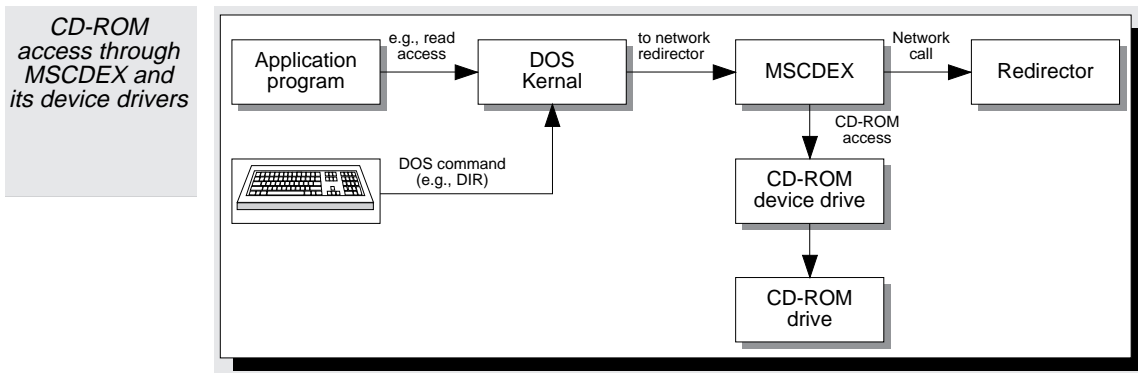 CD-ROM
access through
MSCDEX and
its device drivers
Application
program
e.g., read
access
DOS
Kernal
to network
redirector
MSCDEX
Network
call
Redirector
CD-ROM
access
DOS command
(e.g., DIR)
CD-ROM
device drive
CD-ROM
drive